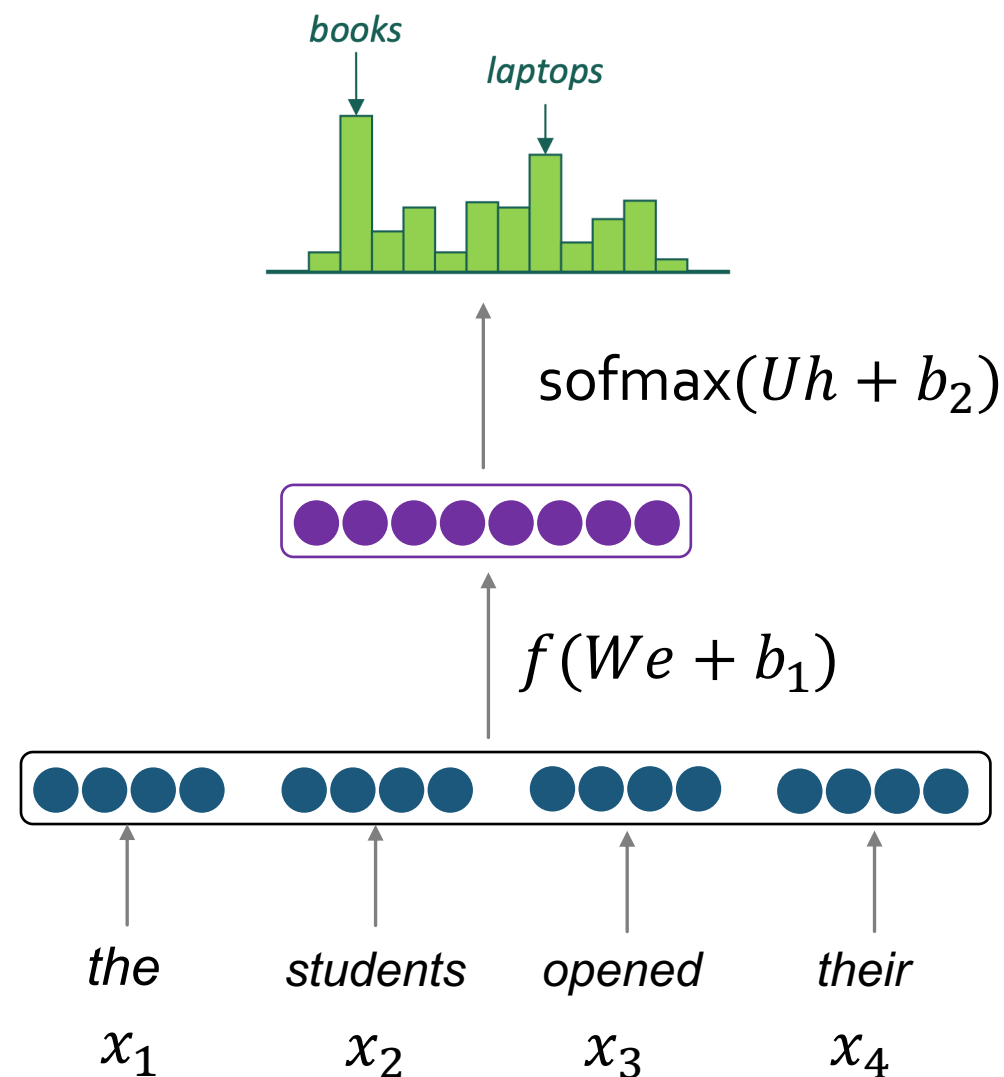 books
laptops
sofmax(Uh + b₂)
f(We + b₁)
the students opened their
x₁ x₂ x₃ x₄